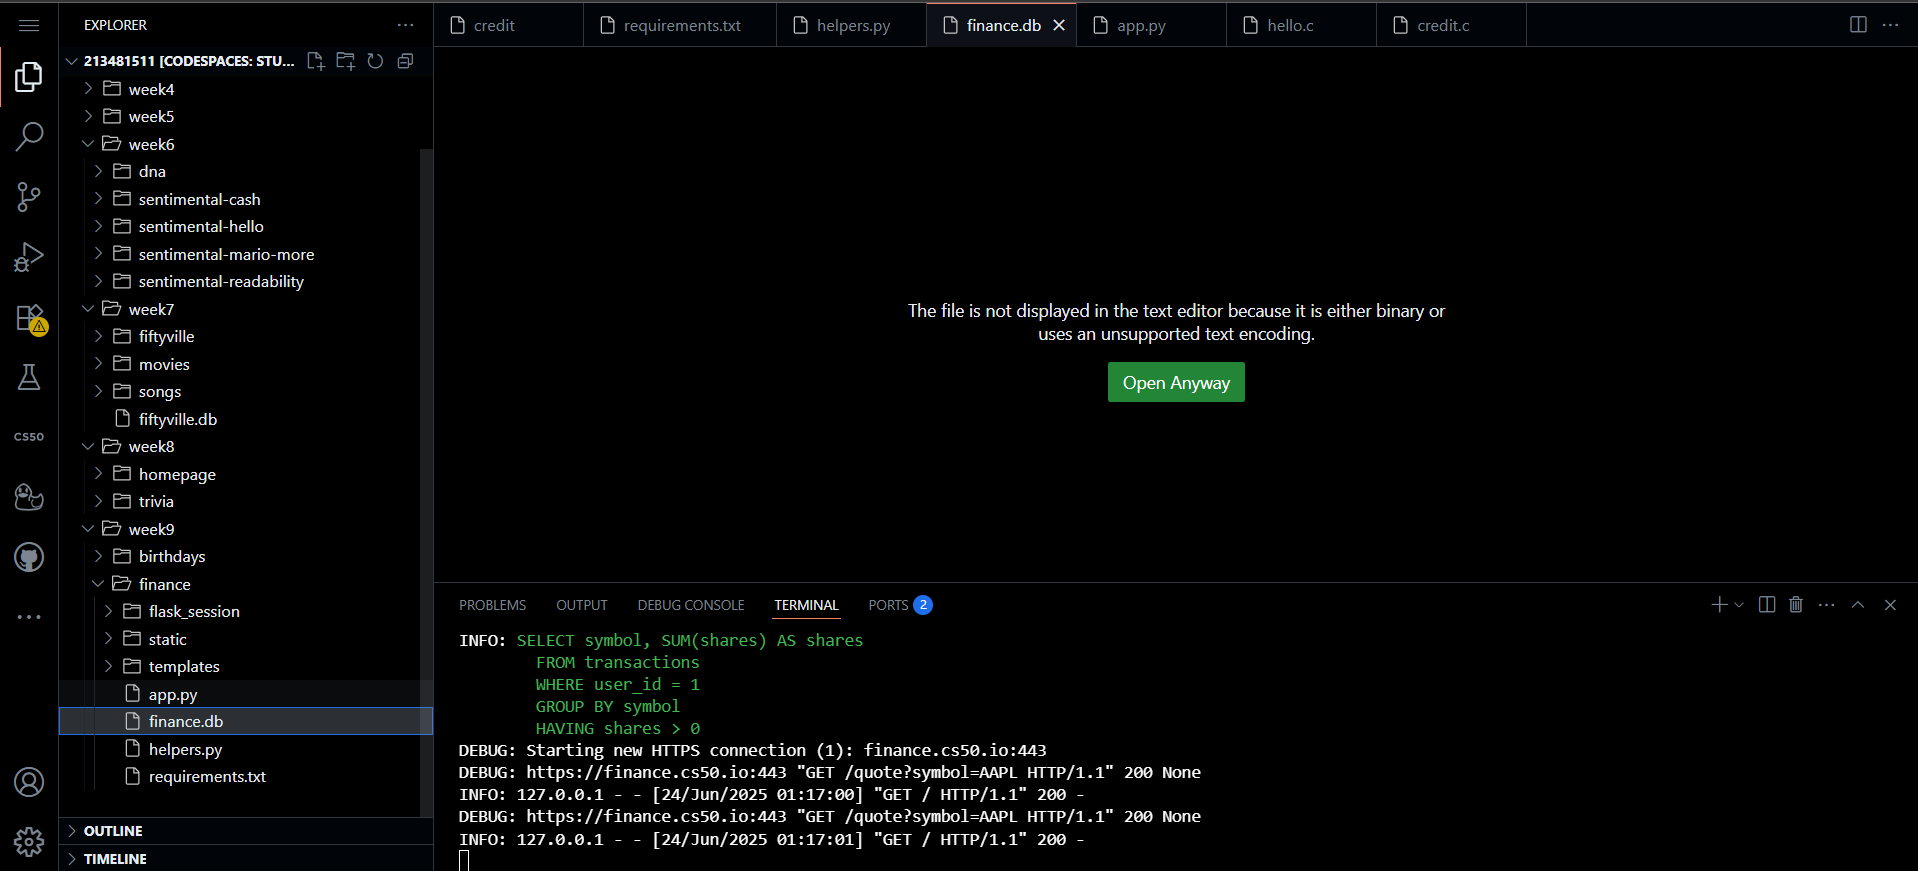 EXPLORER
213481511 [CODESPACES: STU...
week4
week5
week6
dna
sentimental-cash
sentimental-hello
sentimental-mario-more
sentimental-readability
week7
fiftyville
movies
songs
fiftyville.db
week8
homepage
trivia
week9
birthdays
finance
flask_session
static
templates
app.py
finance.db
helpers.py
requirements.txt
OUTLINE
TIMELINE
CS50
credit
requirements.txt
helpers.py
finance.db
app.py
hello.c
credit.c
The file is not displayed in the text editor because it is either binary or
uses an unsupported text encoding.
Open Anyway
PROBLEMS OUTPUT DEBUG CONSOLE TERMINAL PORTS 2
INFO: SELECT symbol, SUM(shares) AS shares
FROM transactions
WHERE user_id = 1
GROUP BY symbol
HAVING shares > 0
DEBUG: Starting new HTTPS connection (1): finance.cs50.io:443
DEBUG: https://finance.cs50.io:443 "GET /quote?symbol=AAPL HTTP/1.1" 200 None
INFO: 127.0.0.1 - - [24/Jun/2025 01:17:00] "GET / HTTP/1.1" 200 -
DEBUG: https://finance.cs50.io:443 "GET /quote?symbol=AAPL HTTP/1.1" 200 None
INFO: 127.0.0.1 - - [24/Jun/2025 01:17:01] "GET / HTTP/1.1" 200 -